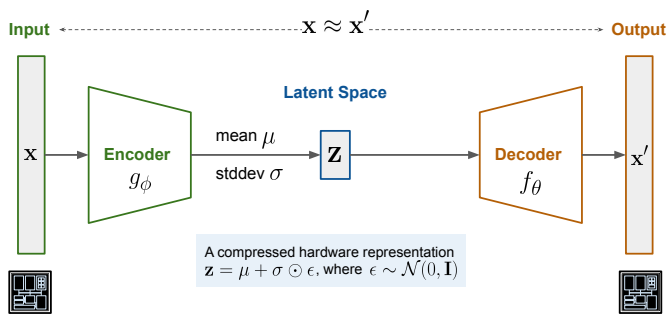 Input
x ≈ x′
Output
Latent Space
mean μ
x
Encoder
z
Decoder
x′
g_ϕ
stddev σ
f_θ
A compressed hardware representation
z = μ + σ ⊙ ϵ, where ϵ ∼ 𝒩(0, I)